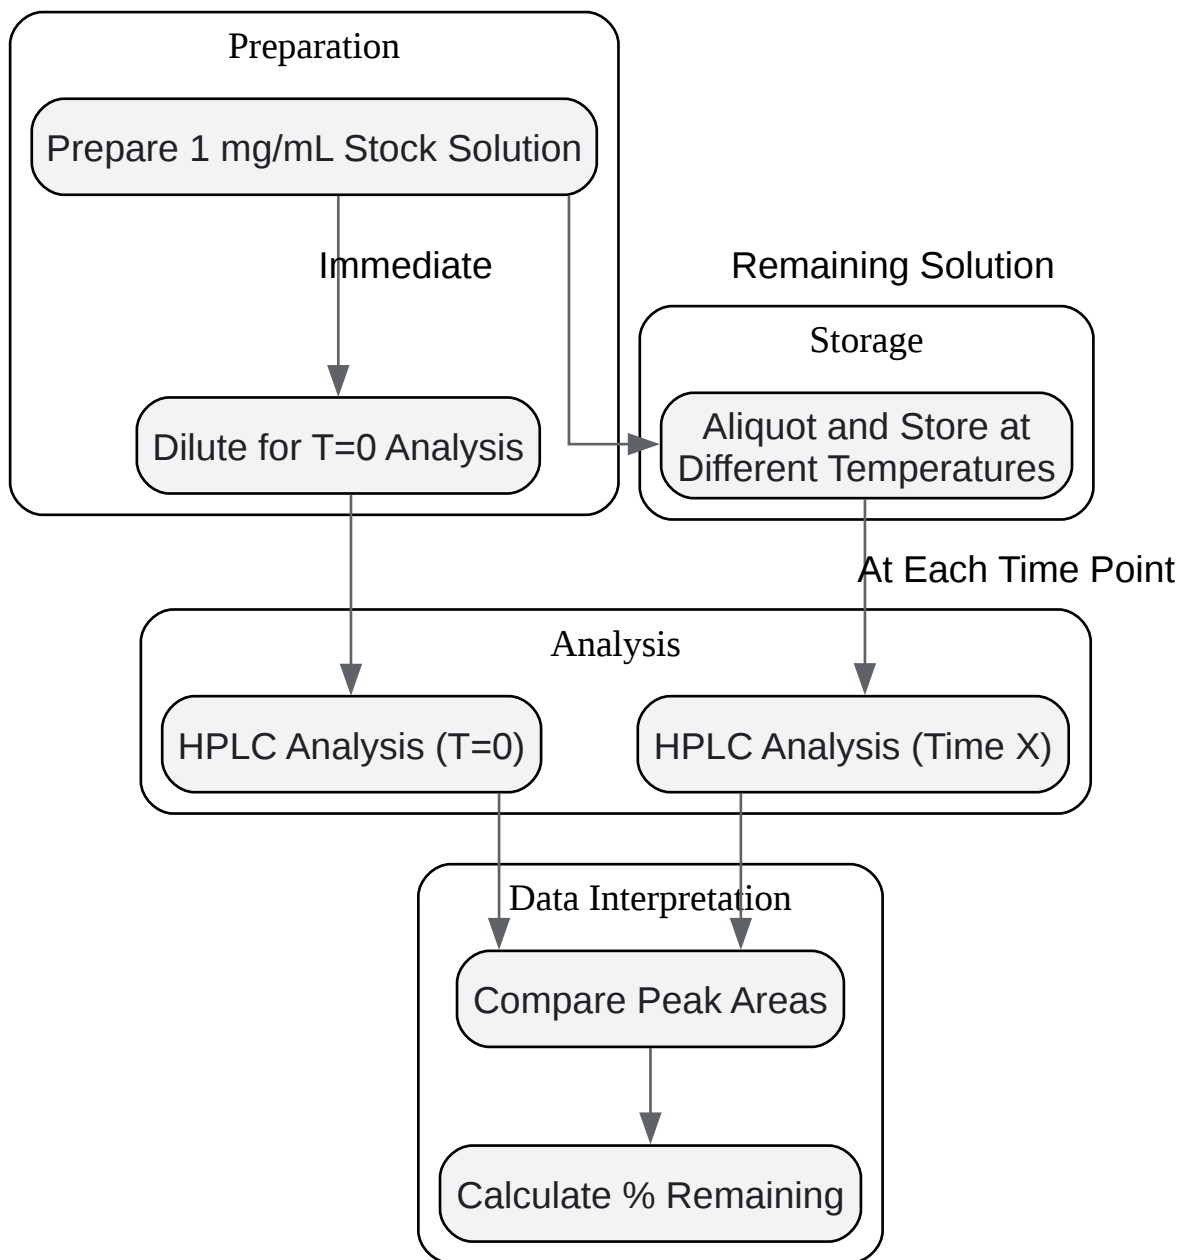 Preparation
Prepare 1 mg/mL Stock Solution
Immediate
Remaining Solution
Storage
Dilute for T=0 Analysis
Aliquot and Store at
Different Temperatures
At Each Time Point
Analysis
HPLC Analysis (T=0)
HPLC Analysis (Time X)
Data Interpretation
Compare Peak Areas
Calculate % Remaining